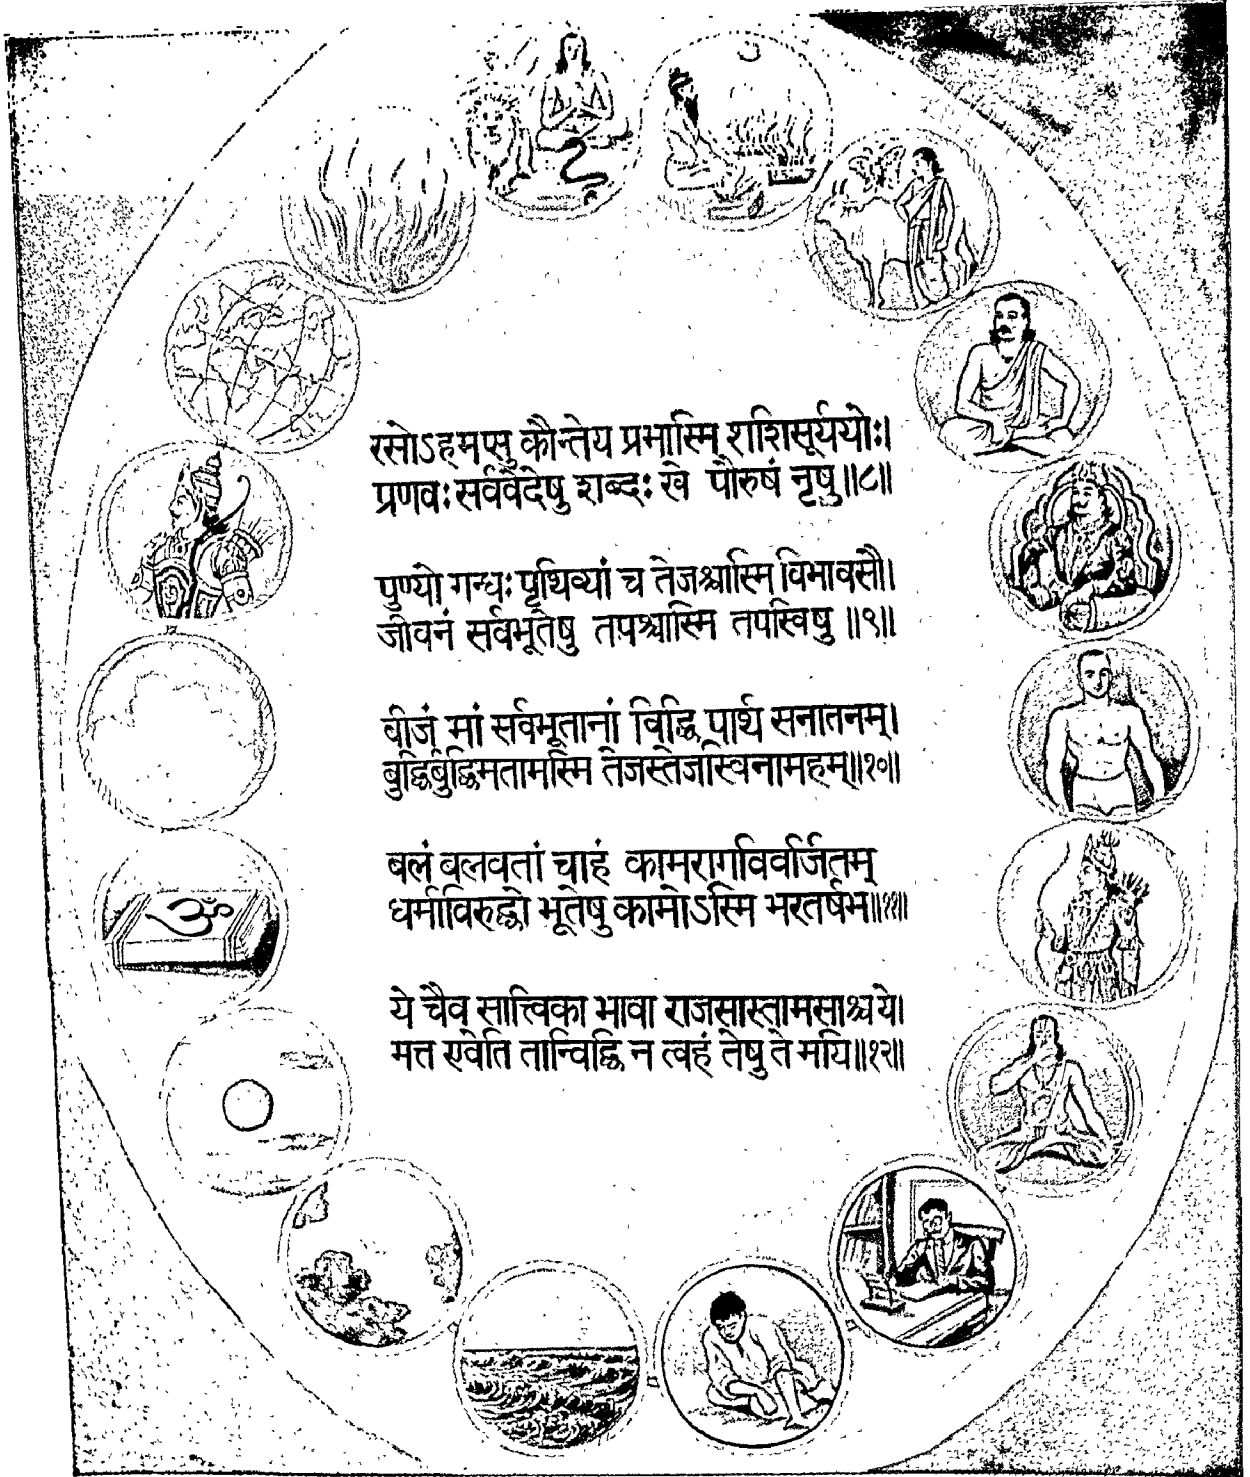 रसोऽहमप्सु कौन्तेय प्रभास्मि शशिसूर्ययोः।
प्रणवः सर्ववेदेषु शब्दः खे पौरुषं नृषु॥८॥
पुण्यो गन्धः पृथिव्यां च तेजश्चास्मि विभावसौ।
जीवनं सर्वभूतेषु तपश्चास्मि तपस्विषु॥९॥
बीजं मां सर्वभूतानां विद्धि पार्थ सनातनम्।
बुद्धिर्बुद्धिमतामस्मि तेजस्तेजस्विनामहम्॥१०॥
बलं बलवतां चाहं कामरागविवर्जितम्
धर्माविरुद्धो भूतेषु कामोऽस्मि भरतर्षभ॥११॥
ये चैव सात्त्विका भावा राजसास्तामसाश्च ये।
मत्त एवेति तान्विद्धि न त्वहं तेषु ते मयि॥१२॥
ॐ